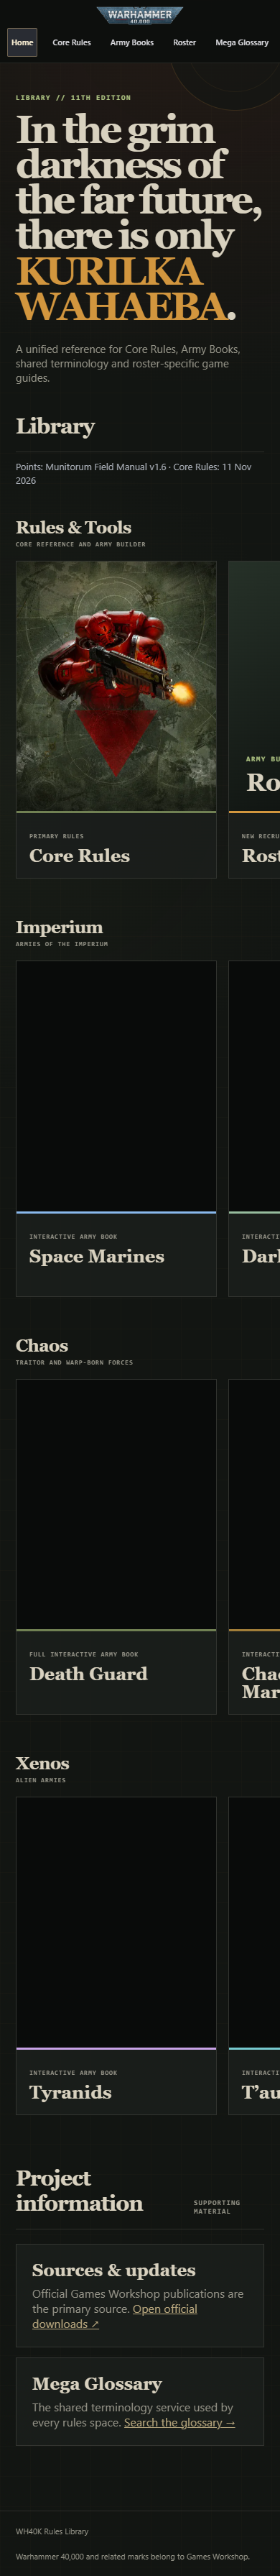 WARHAMMER
40,000
Home
Core Rules
Army Books
Roster
Mega Glossary
LIBRARY // 11TH EDITION
In the grim
darkness of
the far future,
there is only
KURILKA
WAHAEBA.
A unified reference for Core Rules, Army Books,
shared terminology and roster-specific game
guides.
Library
Points: Munitorum Field Manual v1.6 · Core Rules: 11 Nov
2026
Rules & Tools
CORE REFERENCE AND ARMY BUILDER
PRIMARY RULES
Core Rules
ARMY BU
Ro
NEW RECRU
Rost
Imperium
ARMIES OF THE IMPERIUM
INTERACTIVE ARMY BOOK
Space Marines
INTERACTI
Dark
Chaos
TRAITOR AND WARP-BORN FORCES
FULL INTERACTIVE ARMY BOOK
Death Guard
INTERACTI
Chao
Mar
Xenos
ALIEN ARMIES
INTERACTIVE ARMY BOOK
Tyranids
INTERACTI
T’au
Project
information
SUPPORTING
MATERIAL
Sources & updates
Official Games Workshop publications are
the primary source. Open official
downloads ↗
Mega Glossary
The shared terminology service used by
every rules space. Search the glossary →
WH40K Rules Library
Warhammer 40,000 and related marks belong to Games Workshop.